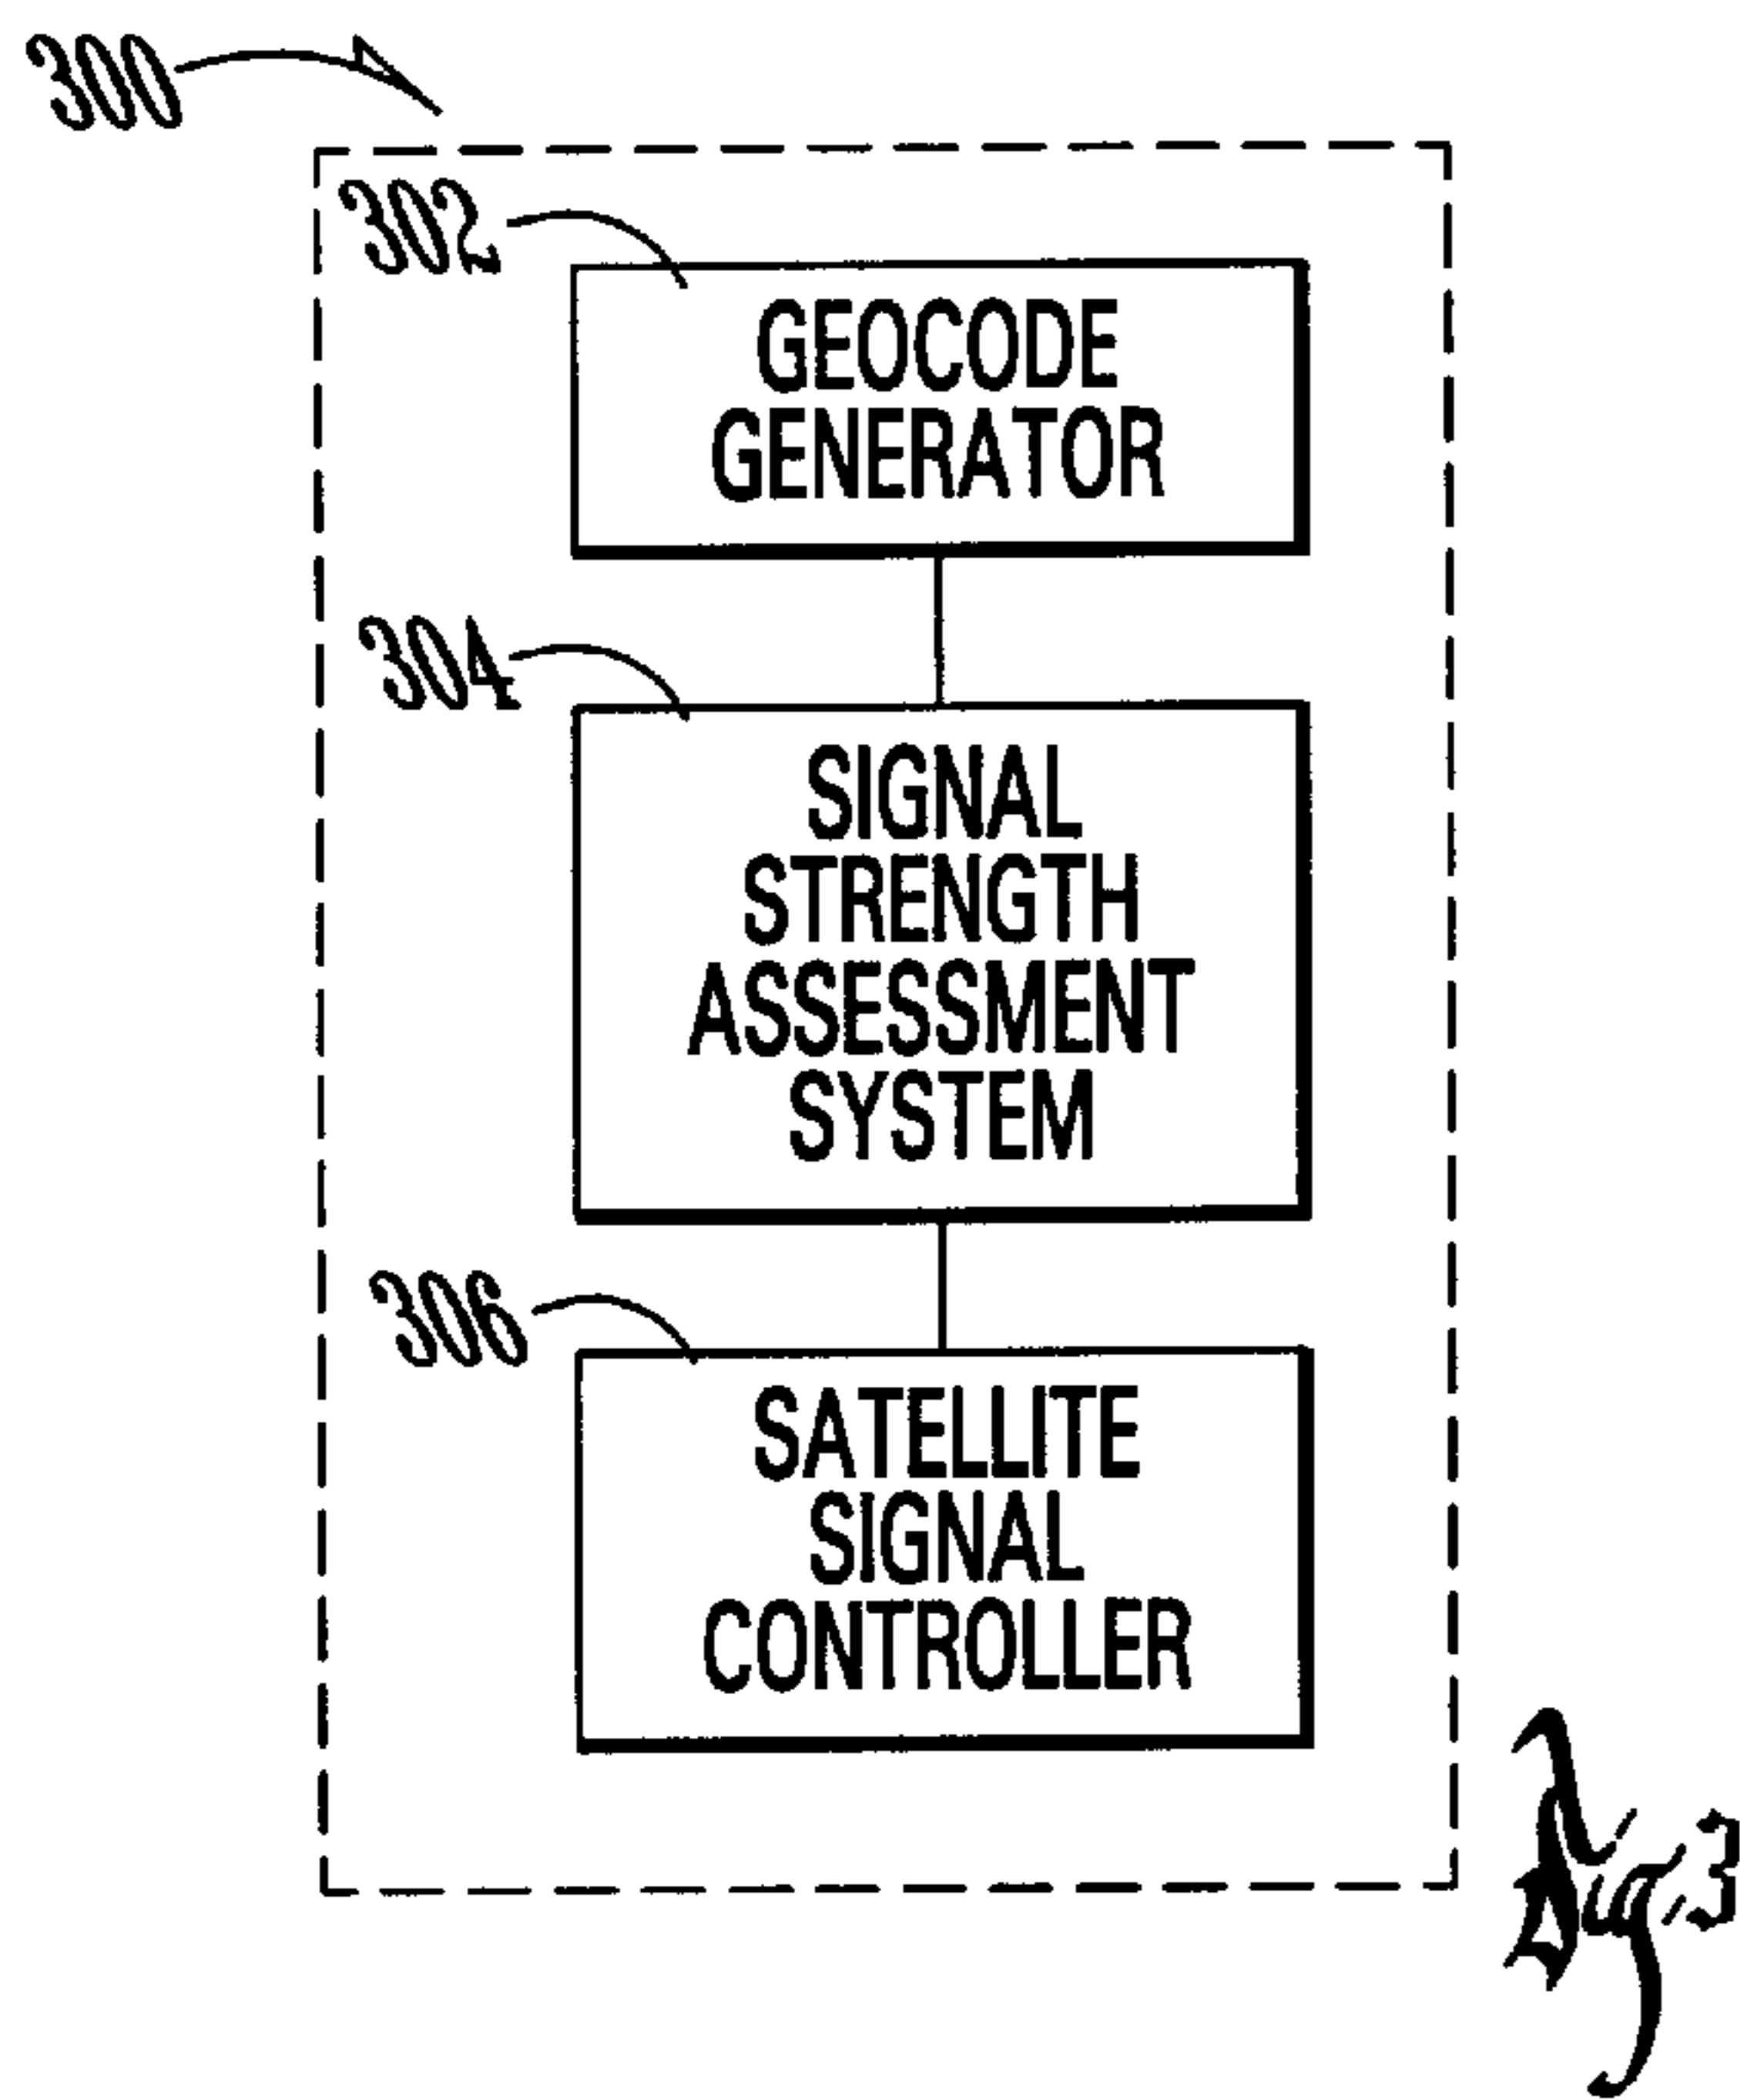 300
302
GEOCODE
GENERATOR
304
SIGNAL
STRENGTH
ASSESSMENT
SYSTEM
306
SATELLITE
SIGNAL
CONTROLLER
Fig. 3